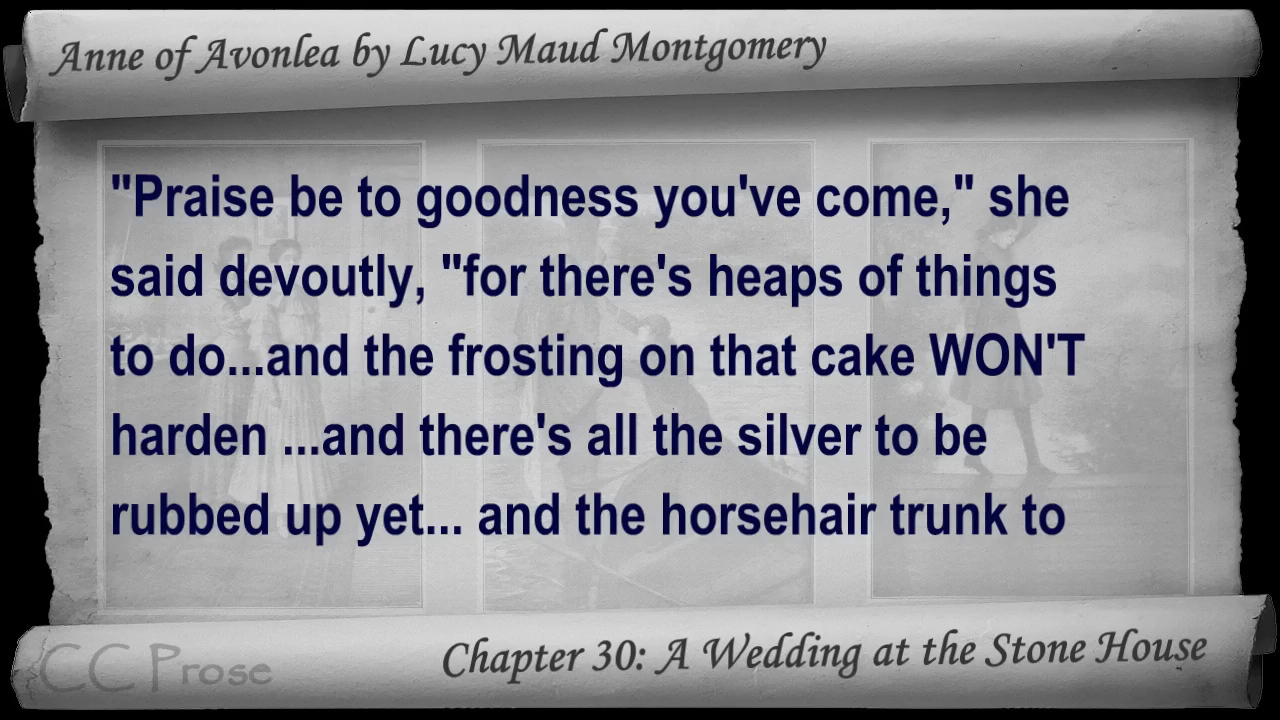 Anne of Avonlea by Lucy Maud Montgomery
"Praise be to goodness you've come," she
said devoutly, "for there's heaps of things
to do...and the frosting on that cake WON'T
harden ...and there's all the silver to be
rubbed up yet... and the horsehair trunk to
CC Prose
Chapter 30: A Wedding at the Stone House